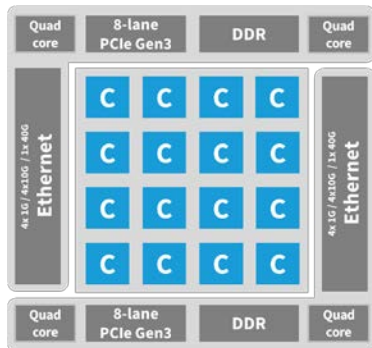 Quad
core
8-lane
PCIe Gen3
DDR
Quad
core
4x 1G / 4x10G / 1x 40G
Ethernet
C C C C
C C C C
C C C C
C C C C
4x 1G / 4x10G / 1x 40G
Ethernet
Quad
core
8-lane
PCIe Gen3
DDR
Quad
core